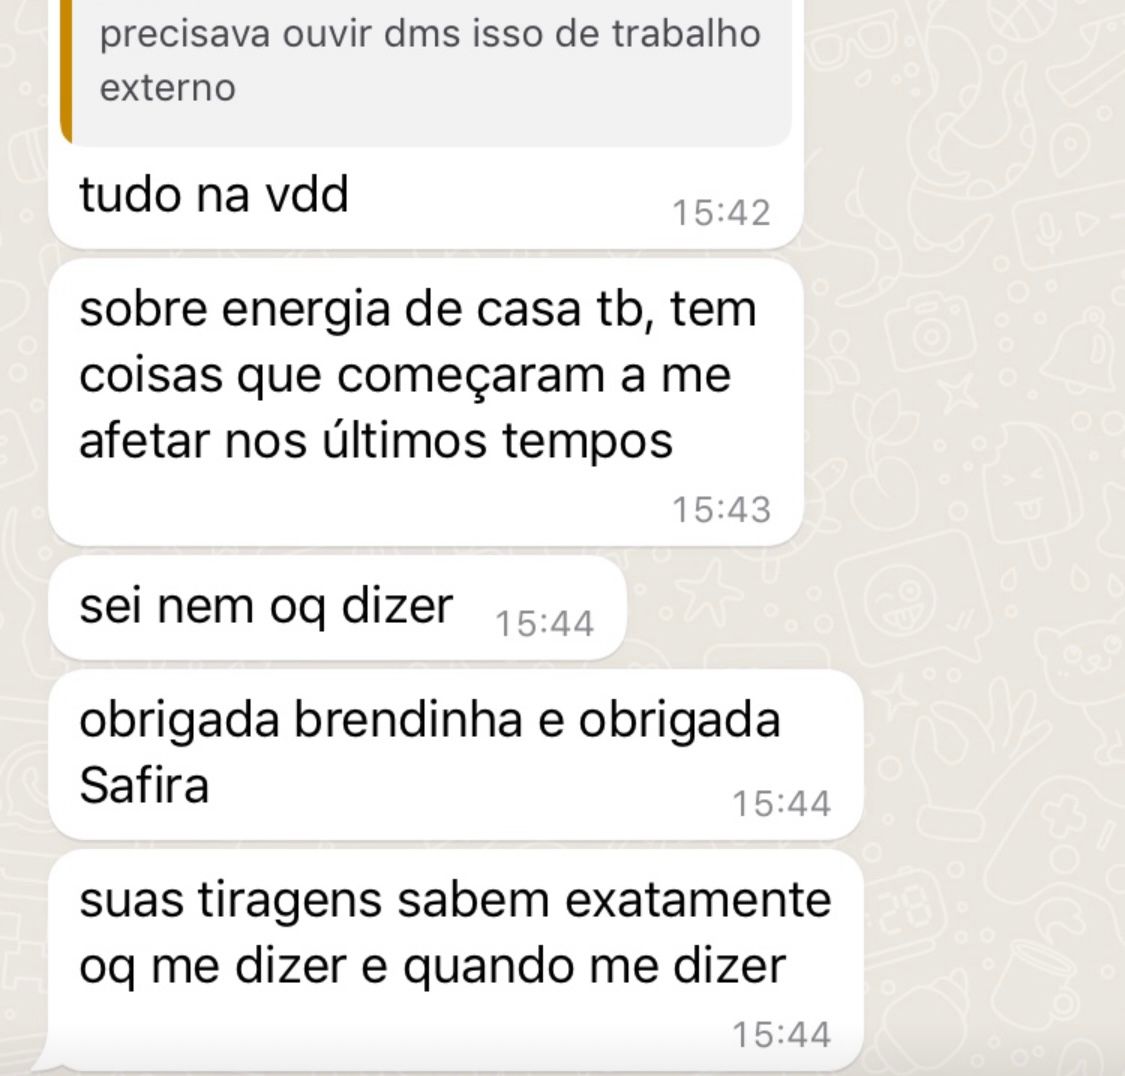 precisava ouvir dms isso de trabalho
externo
tudo na vdd
15:42
sobre energia de casa tb, tem
coisas que começaram a me
afetar nos últimos tempos
15:43
sei nem oq dizer 15:44
obrigada brendinha e obrigada
Safira
15:44
suas tiragens sabem exatamente
oq me dizer e quando me dizer
15:44